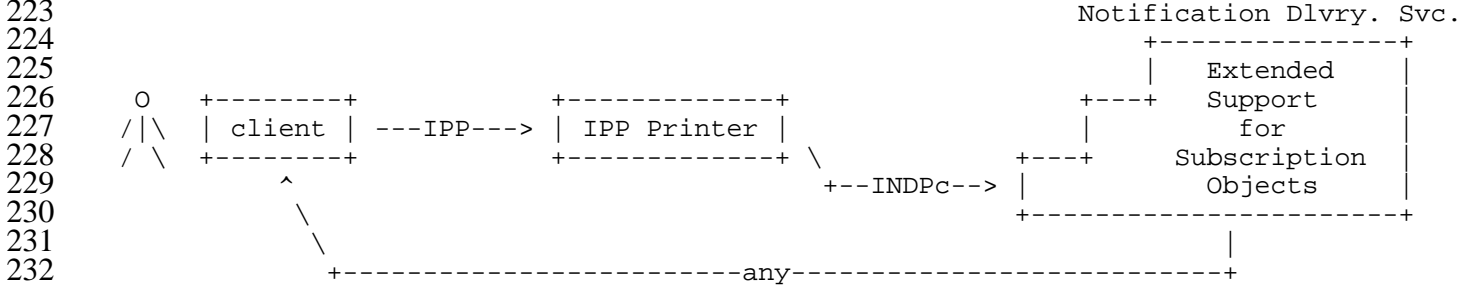 223 Notification Dlvry. Svc.
224 +---------------+
225 | Extended |
226 O +--------+ +-------------+ +---+ Support |
227 /|\ | client | ---IPP---> | IPP Printer | | for |
228 / \ +--------+ +-------------+ \ +---+ Subscription |
229 ^ +--INDPc--> | Objects |
230 \ +-----------------------+
231 \ |
232 +-------------------------any---------------------------+